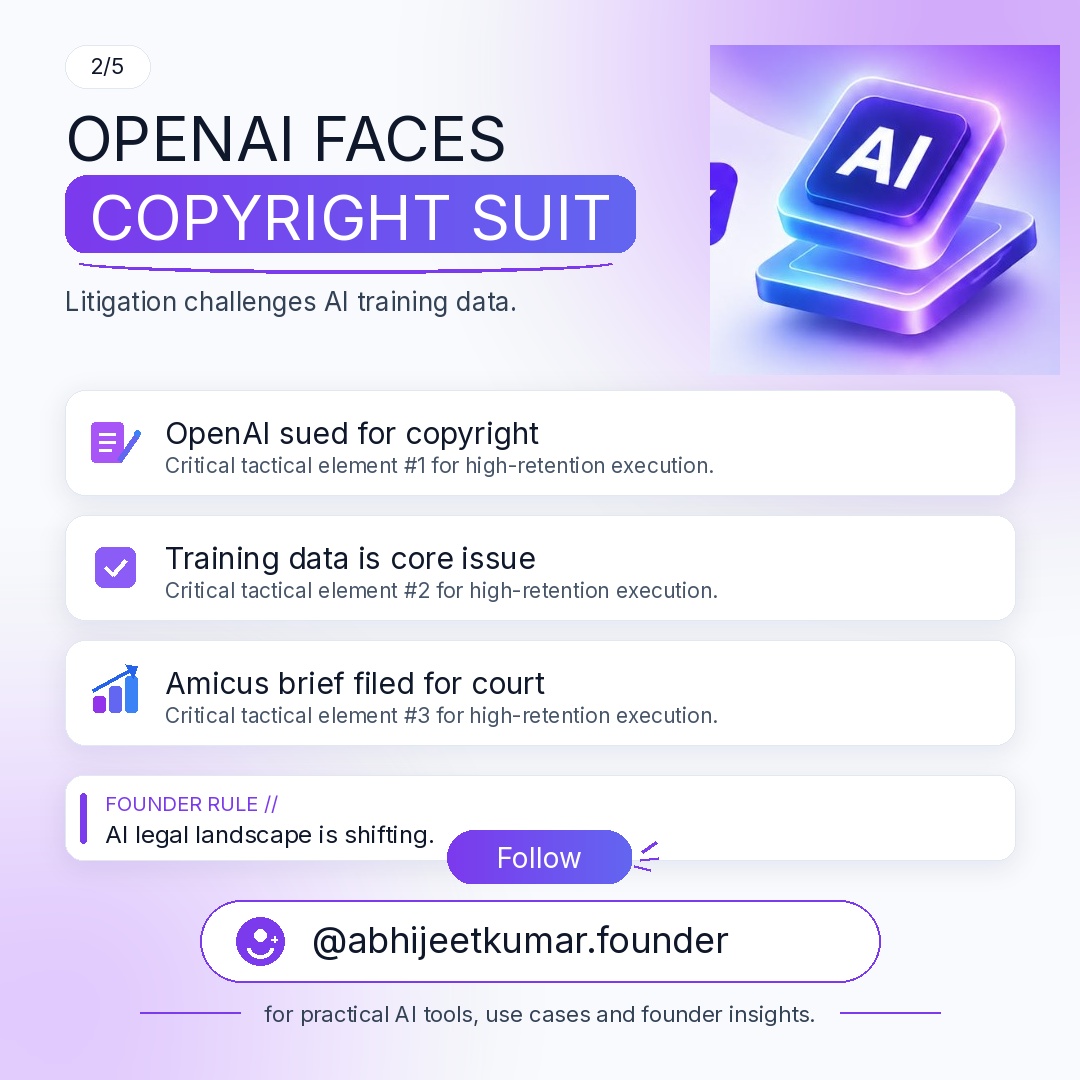 2/5
OPENAI FACES
COPYRIGHT SUIT
Litigation challenges AI training data.
AI
OpenAI sued for copyright
Critical tactical element #1 for high-retention execution.
Training data is core issue
Critical tactical element #2 for high-retention execution.
Amicus brief filed for court
Critical tactical element #3 for high-retention execution.
FOUNDER RULE //
AI legal landscape is shifting.
Follow
@abhijeetkumar.founder
for practical AI tools, use cases and founder insights.